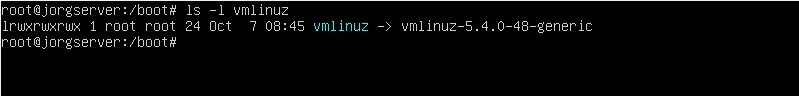 root@jorgserver:/boot# ls -l vmlinuz
lrwxrwxrwx 1 root root 24 Oct  7 08:45 vmlinuz -> vmlinuz-5.4.0-48-generic
root@jorgserver:/boot#